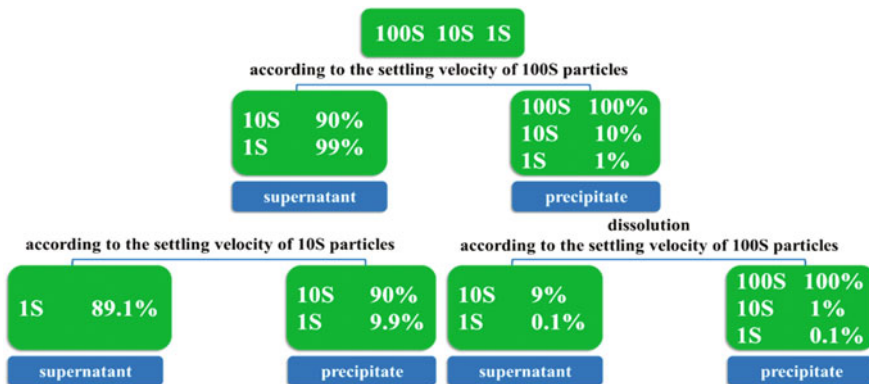 100S 10S 1S
according to the settling velocity of 100S particles
10S 90%
1S 99%
supernatant
100S 100%
10S 10%
1S 1%
precipitate
according to the settling velocity of 10S particles
1S 89.1%
supernatant
10S 90%
1S 9.9%
precipitate
dissolution
according to the settling velocity of 100S particles
10S 9%
1S 0.1%
supernatant
100S 100%
10S 1%
1S 0.1%
precipitate